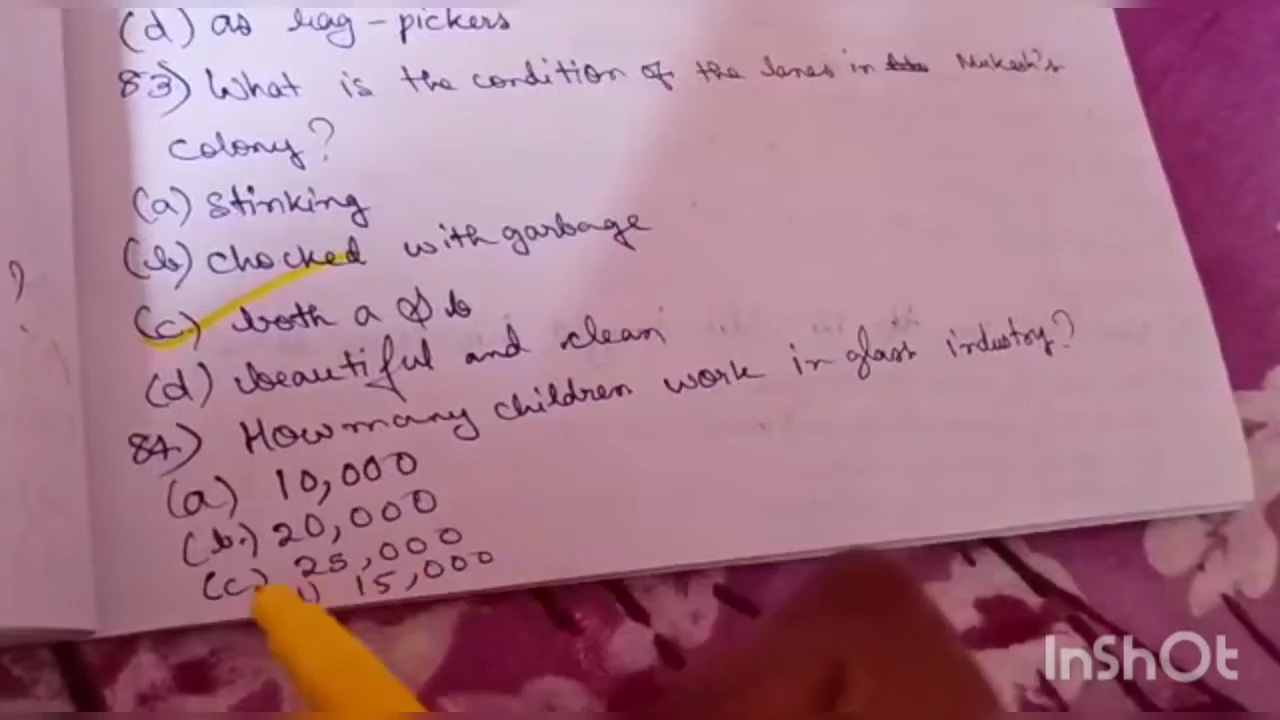 (d) as rag - pickers
83) What is the condition of the lanes in Mukesh's
colony?
(a) stinking
(b) chocked with garbage
(c) both a & b
(d) beautiful and clean
84.) How many children work in glass industry?
(a) 10,000
(b.) 20,000
(c) 25,000
15,000
InShOt